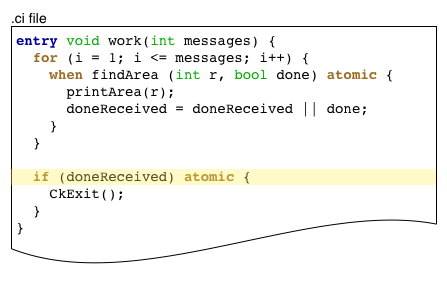 .ci file
entry void work(int messages) {
  for (i = 1; i <= messages; i++) {
    when findArea (int r, bool done) atomic {
      printArea(r);
      doneReceived = doneReceived || done;
    }
  }
  if (doneReceived) atomic {
    CkExit();
  }
}